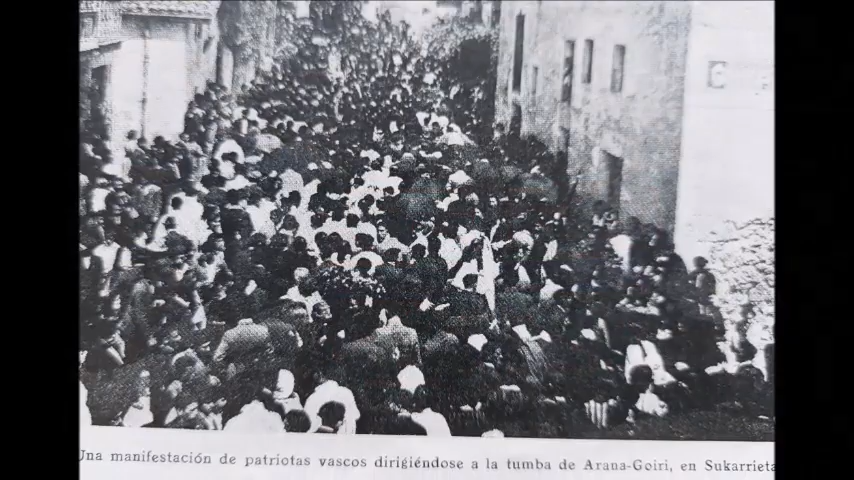 Una manifestación de patriotas vascos dirigiéndose a la tumba de Arana-Goiri, en Sukarrieta